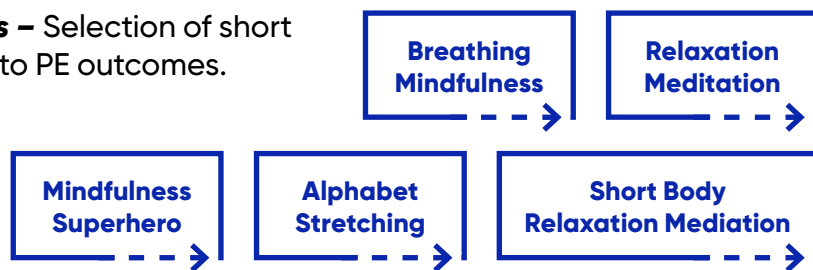 s – Selection of short
to PE outcomes.
Breathing
Mindfulness
Relaxation
Meditation
Mindfulness
Superhero
Alphabet
Stretching
Short Body
Relaxation Mediation